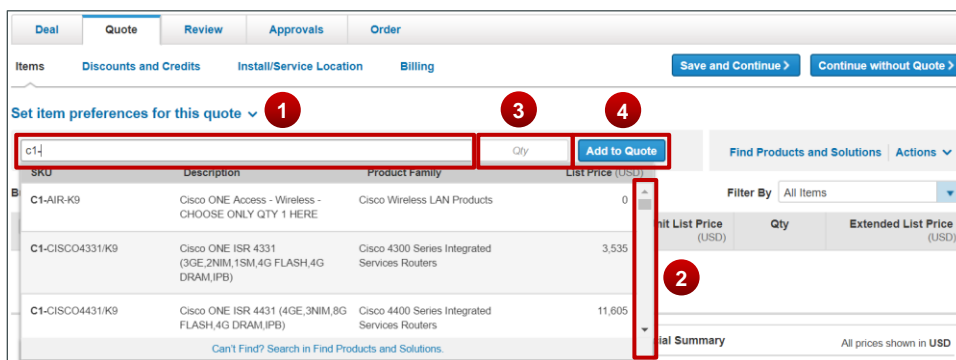 Deal Quote Review Approvals Order
Items Discounts and Credits Install/Service Location Billing Save and Continue Continue without Quote
Set item preferences for this quote 1 3 4
c1- Qty Add to Quote Find Products and Solutions Actions
SKU Description Product Family List Price (USD)
B Filter By All Items
C1-AIR-K9 Cisco ONE Access - Wireless - Cisco Wireless LAN Products 0
CHOOSE ONLY QTY 1 HERE
nit List Price Qty Extended List Price
(USD) (USD)
C1-CISCO4331/K9 Cisco ONE ISR 4331 Cisco 4300 Series Integrated 3,535
(3GE,2NIM,1SM,4G FLASH,4G Services Routers
DRAM,IPB)
2
C1-CISCO4431/K9 Cisco ONE ISR 4431 (4GE,3NIM,8G Cisco 4400 Series Integrated 11,605
FLASH,4G DRAM,IPB) Services Routers
Can't Find? Search in Find Products and Solutions.
ial Summary All prices shown in USD